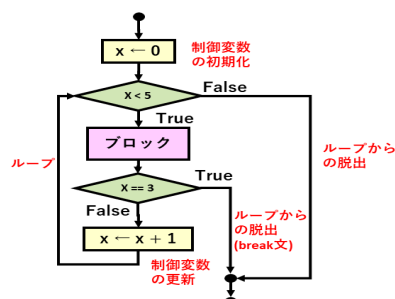 x ← 0
制御変数
の初期化
X < 5
False
True
ブロック
ループ
ループから
の脱出
X == 3
True
False
ループから
の脱出
(break文)
x ← x + 1
制御変数
の更新